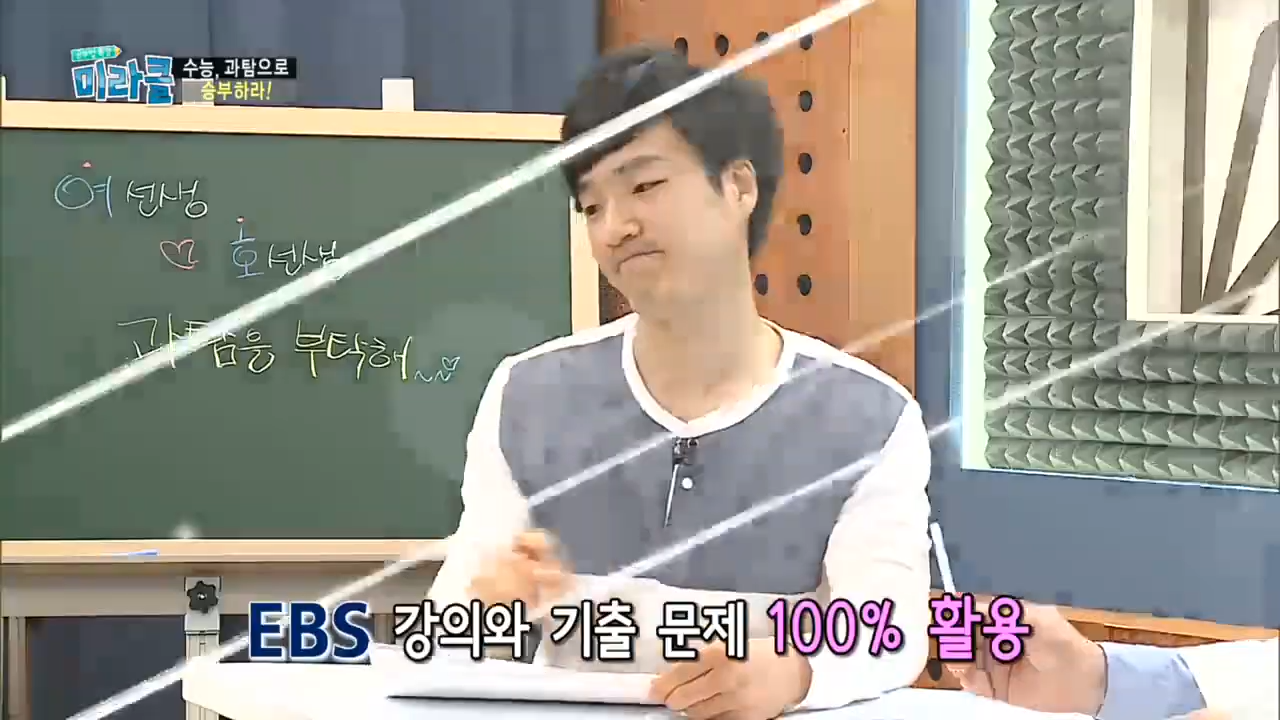 미라클
수능, 과탐으로
승부하라!
여선생
호선생
과탐을 부탁해
EBS 강의와 기출 문제 100% 활용